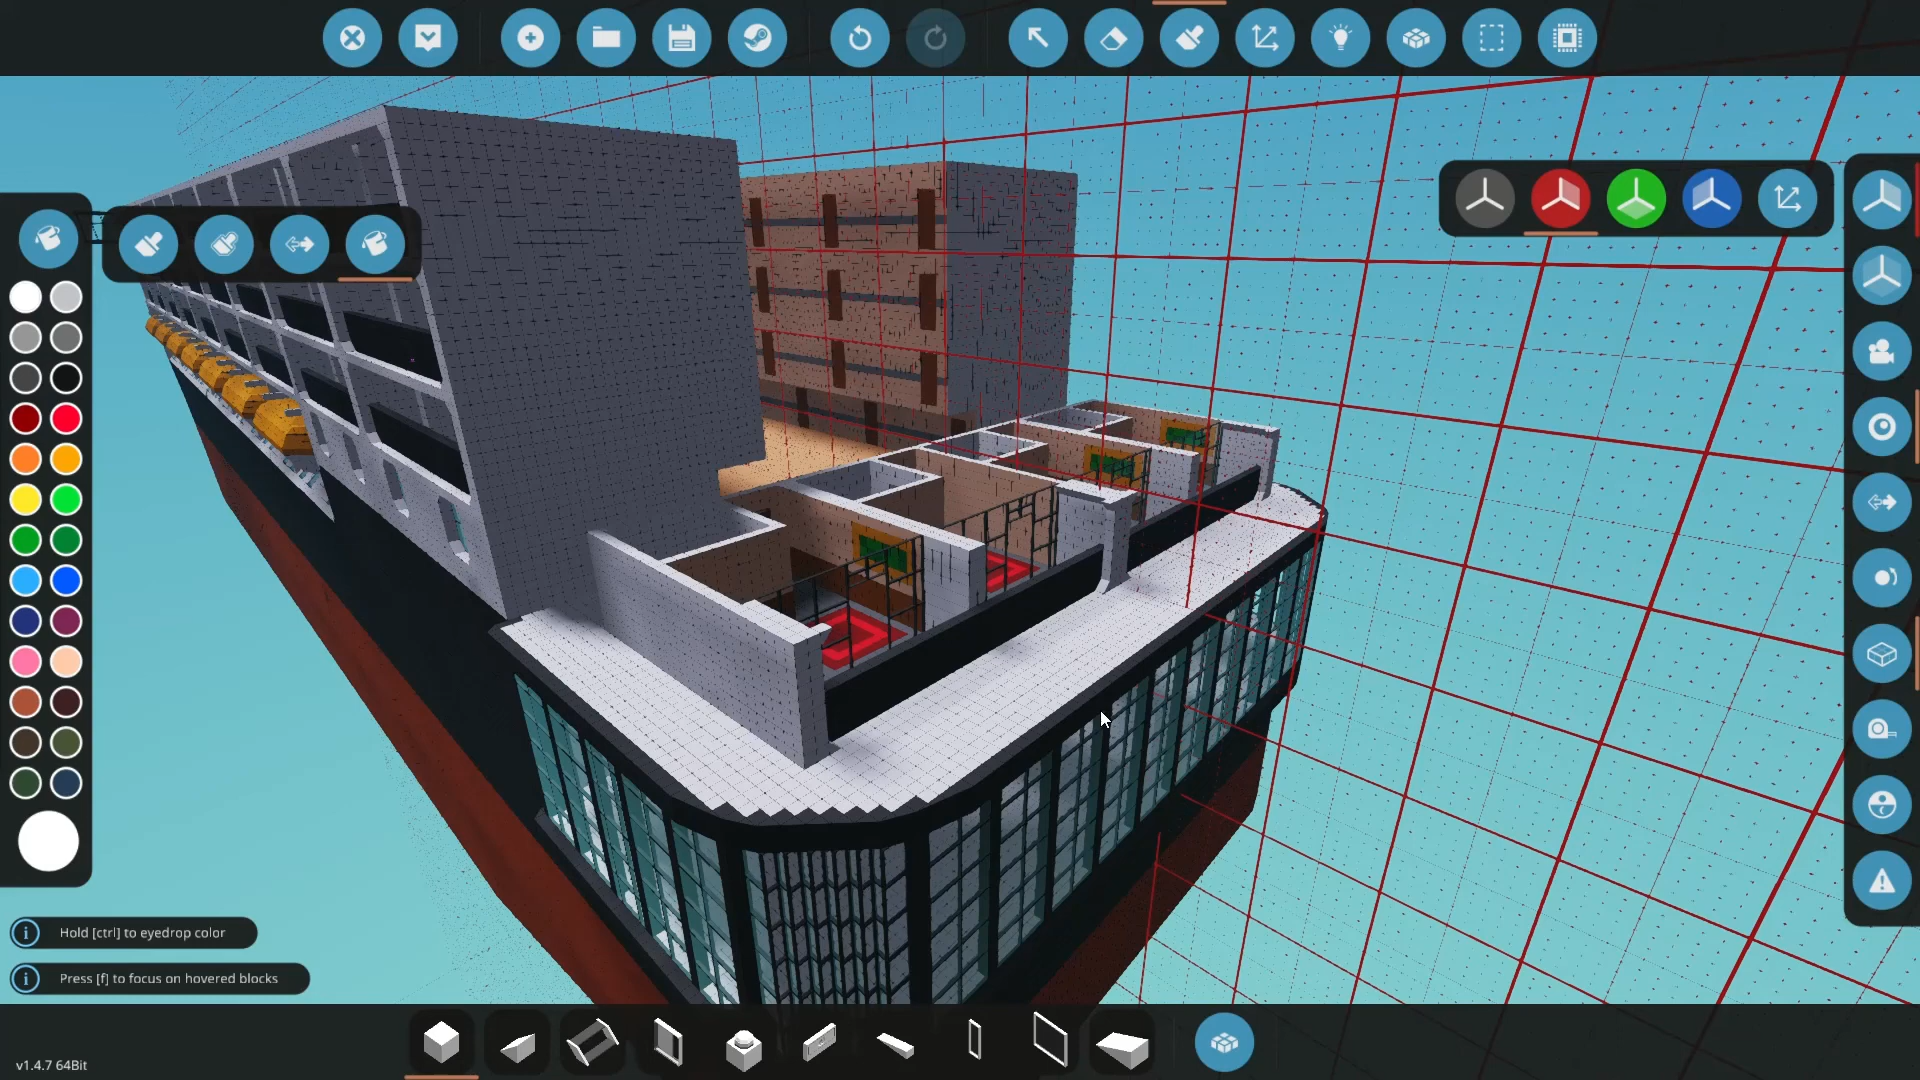 Hold [ctrl] to eyedrop color
Press [f] to focus on hovered blocks
v1.4.7 64Bit